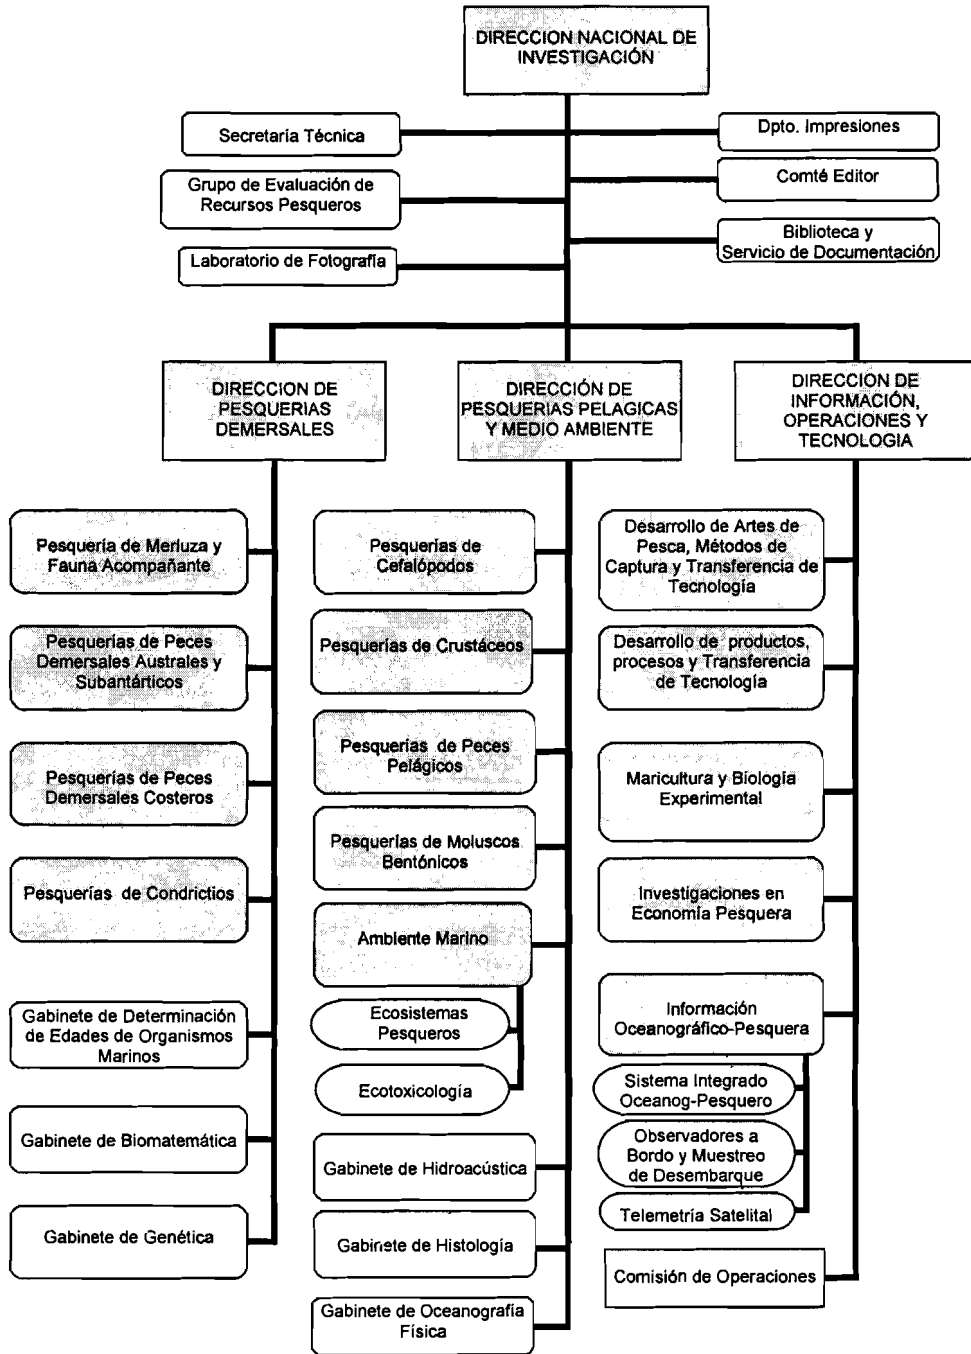 DIRECCION NACIONAL DE
INVESTIGACIÓN
Secretaría Técnica
Dpto. Impresiones
Grupo de Evaluación de
Recursos Pesqueros
Comté Editor
Laboratorio de Fotografía
Biblioteca y
Servicio de Documentación
DIRECCION DE
PESQUERIAS
DEMERSALES
Pesquería de Merluza y
Fauna Acompañante
Pesquerías de Peces
Demersales Australes y
Subantárticos
Pesquerías de Peces
Demersales Costeros
Pesquerías de Condrictios
Gabinete de Determinación
de Edades de Organismos
Marinos
Gabinete de Biomatemática
Gabinete de Genética
DIRECCIÓN DE
PESQUERIAS PELAGICAS
Y MEDIO AMBIENTE
Pesquerías de
Cefalópodos
Pesquerías de Crustáceos
Pesquerías de Peces
Pelágicos
Pesquerías de Moluscos
Bentónicos
Ambiente Marino
Ecosistemas
Pesqueros
Ecotoxicología
Gabinete de Hidroacústica
Gabinete de Histología
Gabinete de Oceanografía
Física
DIRECCION DE
INFORMACIÓN,
OPERACIONES Y
TECNOLOGIA
Desarrollo de Artes de
Pesca, Métodos de
Captura y Transferencia de
Tecnología
Desarrollo de productos,
procesos y Transferencia
de Tecnología
Maricultura y Biología
Experimental
Investigaciones en
Economía Pesquera
Información
Oceanográfico-Pesquera
Sistema Integrado
Oceanog-Pesquero
Observadores a
Bordo y Muestreo
de Desembarque
Telemetría Satelital
Comisión de Operaciones